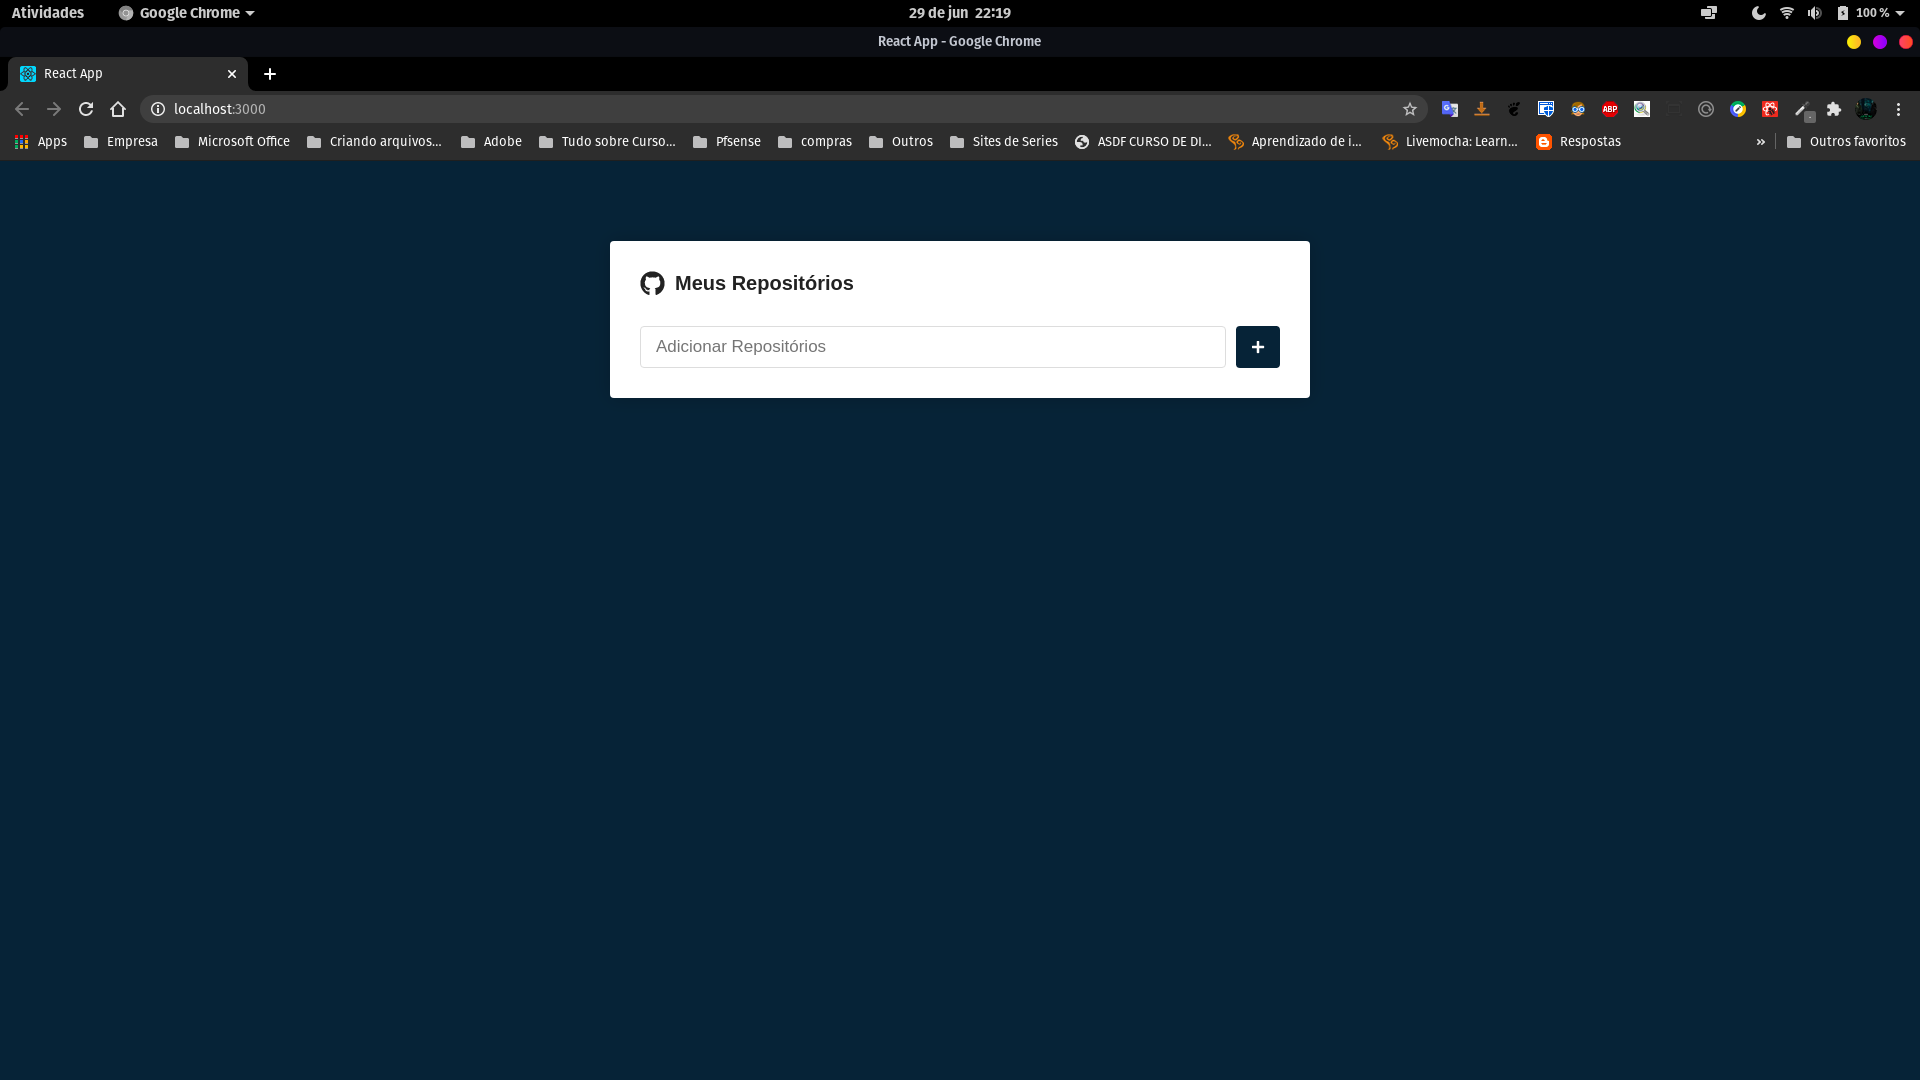 Atividades Google Chrome 29 de jun 22:19 100 %
React App - Google Chrome
React App
localhost:3000
ABP
Apps Empresa Microsoft Office Criando arquivos... Adobe Tudo sobre Curso... Pfsense compras Outros Sites de Series ASDF CURSO DE DI... Aprendizado de i... Livemocha: Learn... Respostas » Outros favoritos
Meus Repositórios
Adicionar Repositórios
+